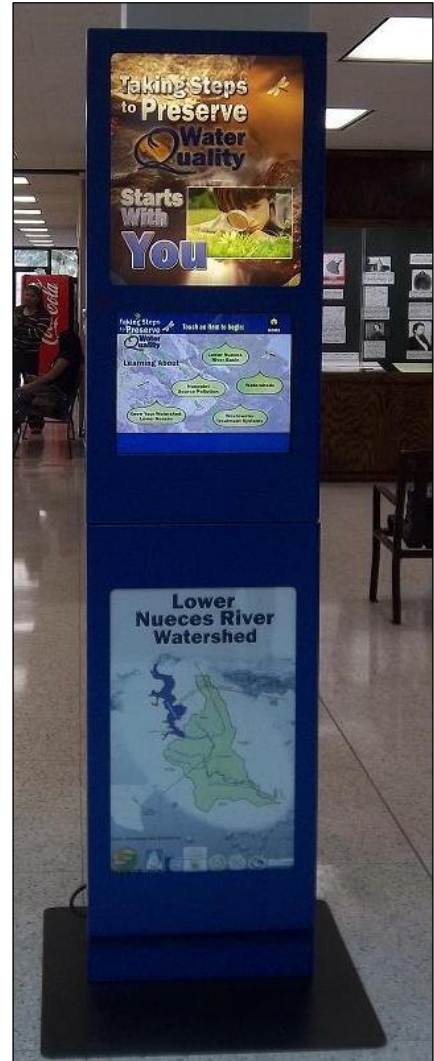 Taking Steps
to Preserve
Water
Quality
Starts
With
You
Taking Steps
to Preserve
Water
Quality
Touch an item to begin:
HOME
Learning About
Lower Nueces
River Basin
Nonpoint
Source Pollution
Watersheds
Know Your Watershed:
Lower Nueces
Wastewater
Treatment Systems
Coca-Cola
Lower
Nueces River
Watershed